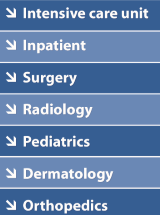 Intensive care unit
Inpatient
Surgery
Radiology
Pediatrics
Dermatology
Orthopedics